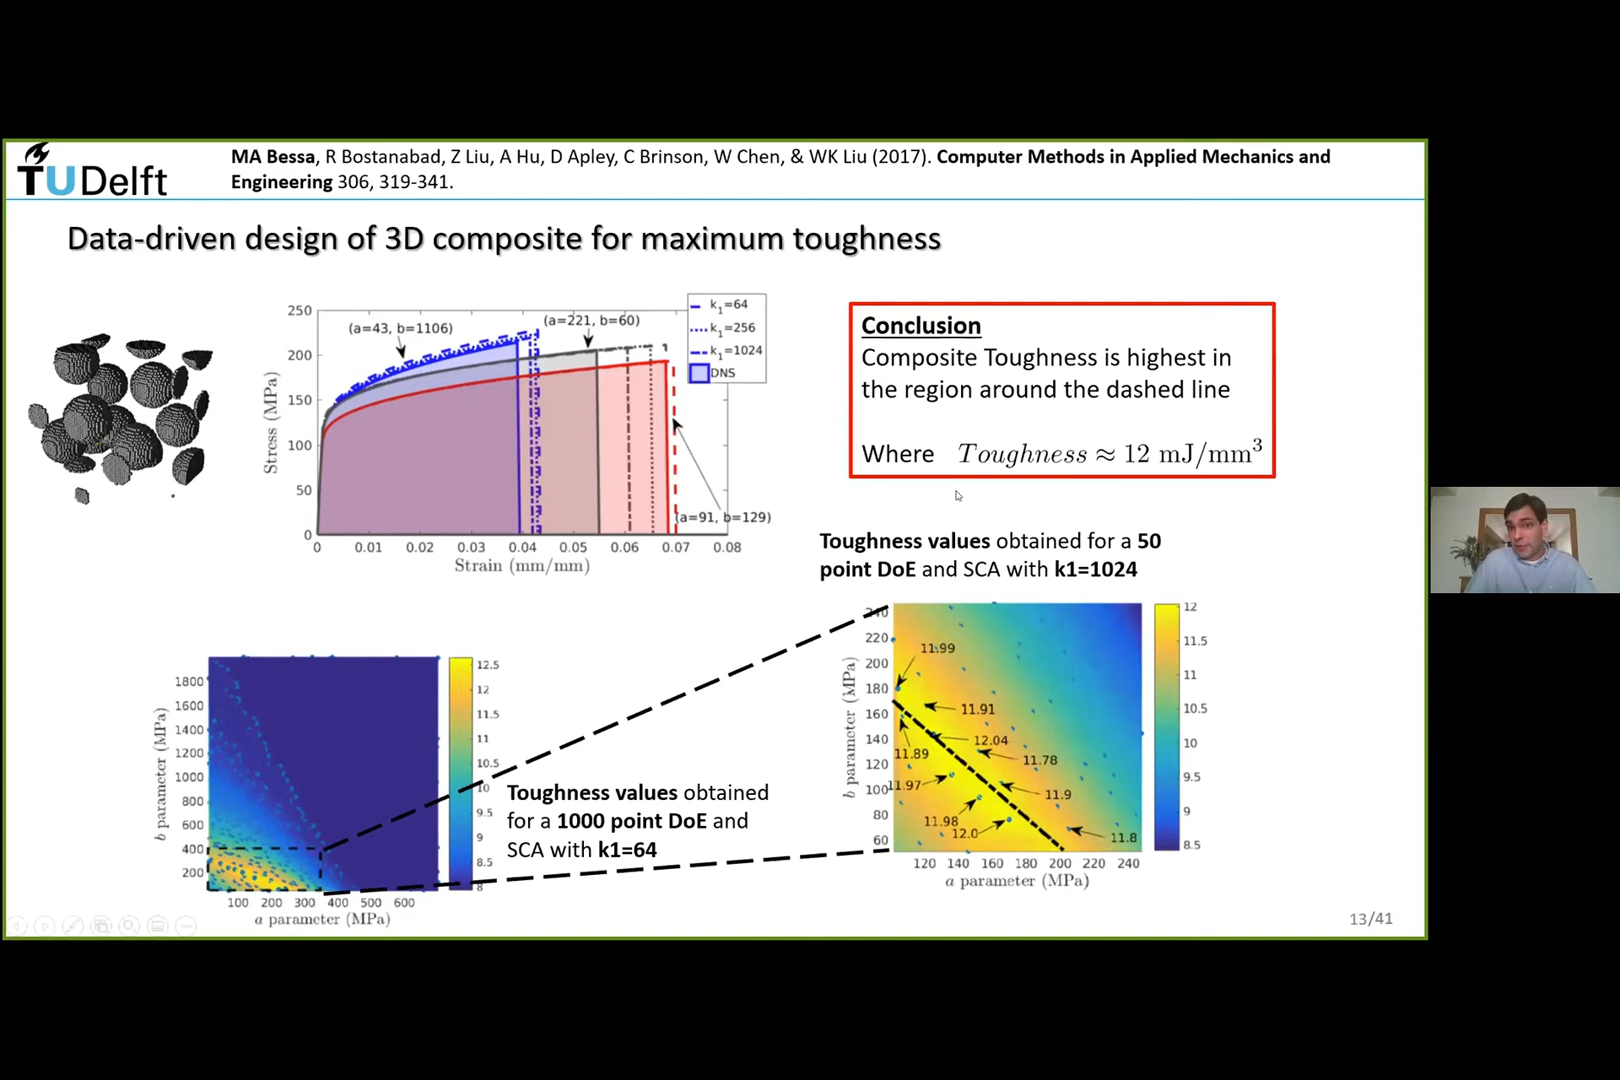 TUDelft
MA Bessa, R Bostanabad, Z Liu, A Hu, D Apley, C Brinson, W Chen, & WK Liu (2017). Computer Methods in Applied Mechanics and
Engineering 306, 319-341.
Data-driven design of 3D composite for maximum toughness
250
200
150
100
50
0
Stress (MPa)
(a=43, b=1106)
(a=221, b=60)
(a=91, b=129)
k1=64
k1=256
k1=1024
DNS
0 0.01 0.02 0.03 0.04 0.05 0.06 0.07 0.08
Strain (mm/mm)
Conclusion
Composite Toughness is highest in
the region around the dashed line
Where Toughness ≈ 12 mJ/mm³
Toughness values obtained for a 50
point DoE and SCA with k1=1024
240
220
200
180
160
140
120
100
80
60
b parameter (MPa)
11.99
11.91
12.04
11.89
11.78
11.97
11.9
11.98
12.0
11.8
120 140 160 180 200 220 240
a parameter (MPa)
12
11.5
11
10.5
10
9.5
9
8.5
1800
1600
1400
1200
1000
800
600
400
200
b parameter (MPa)
100 200 300 400 500 600
a parameter (MPa)
12.5
12
11.5
11
10.5
10
9.5
9
8.5
8
Toughness values obtained
for a 1000 point DoE and
SCA with k1=64
13/41